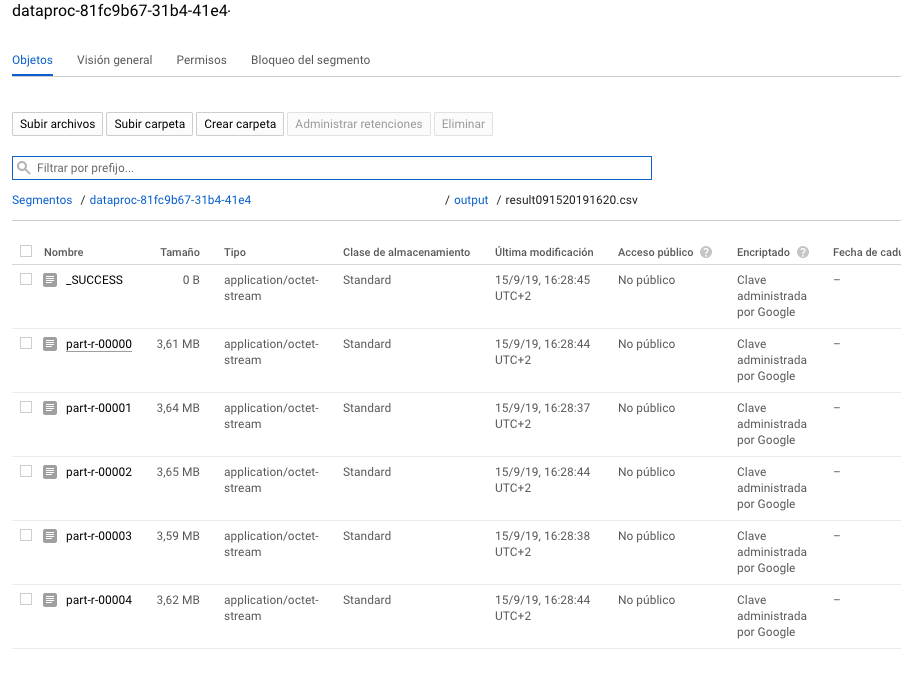 dataproc-81fc9b67-31b4-41e4-
Objetos Visión general Permisos Bloqueo del segmento
Subir archivos Subir carpeta Crear carpeta Administrar retenciones Eliminar
Filtrar por prefijo...
Segmentos / dataproc-81fc9b67-31b4-41e4 / output / result091520191620.csv
Nombre Tamaño Tipo Clase de almacenamiento Última modificación Acceso público ? Encriptado ? Fecha de cadu
_SUCCESS 0 B application/octet- Standard 15/9/19, 16:28:45 No público Clave –
stream UTC+2 administrada
por Google
part-r-00000 3,61 MB application/octet- Standard 15/9/19, 16:28:44 No público Clave –
stream UTC+2 administrada
por Google
part-r-00001 3,64 MB application/octet- Standard 15/9/19, 16:28:37 No público Clave –
stream UTC+2 administrada
por Google
part-r-00002 3,65 MB application/octet- Standard 15/9/19, 16:28:44 No público Clave –
stream UTC+2 administrada
por Google
part-r-00003 3,59 MB application/octet- Standard 15/9/19, 16:28:38 No público Clave –
stream UTC+2 administrada
por Google
part-r-00004 3,62 MB application/octet- Standard 15/9/19, 16:28:44 No público Clave –
stream UTC+2 administrada
por Google